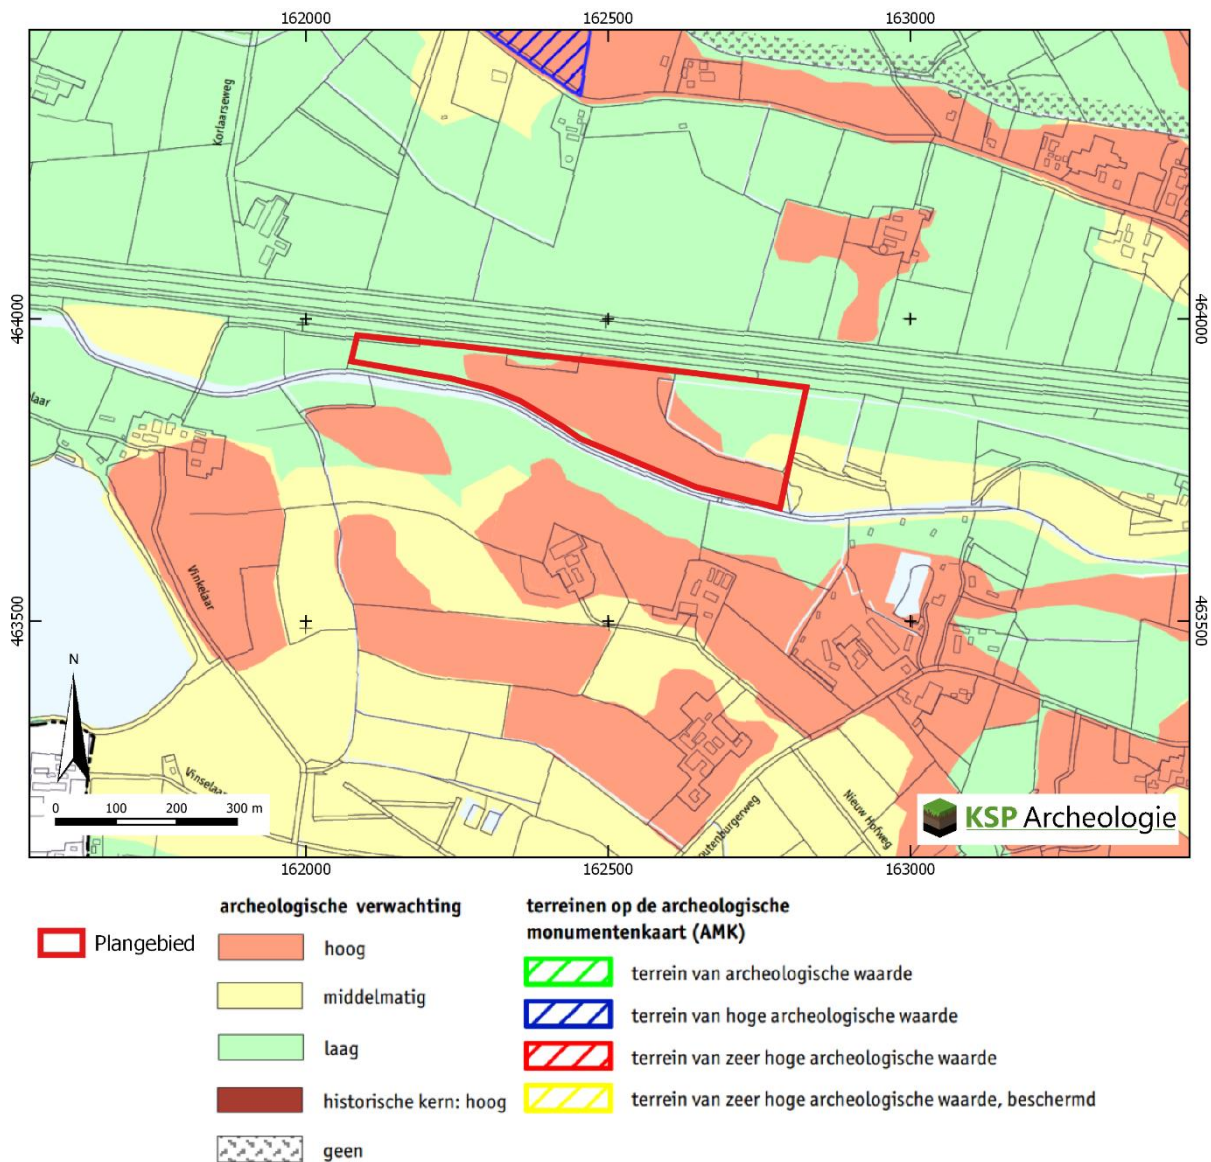 162000 162500 163000
Korlaarseweg
464000 464000
laar
Vinkelaar
463500 463500
N
Vinselaar
0 100 200 300 m
outenburgerweg
Nieuw Hofweg
KSP Archeologie
162000 162500 163000
Plangebied
archeologische verwachting
hoog
middelmatig
laag
historische kern: hoog
geen
terreinen op de archeologische
monumentenkaart (AMK)
terrein van archeologische waarde
terrein van hoge archeologische waarde
terrein van zeer hoge archeologische waarde
terrein van zeer hoge archeologische waarde, beschermd